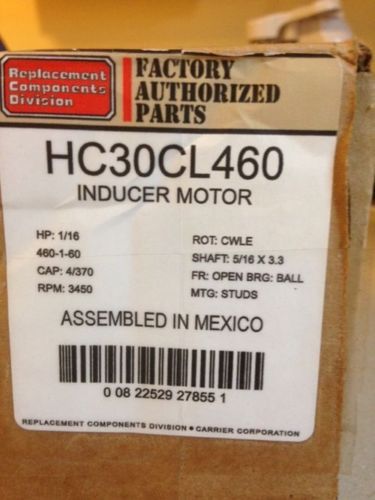 Replacement
Components
Division
FACTORY
AUTHORIZED
PARTS
HC30CL460
INDUCER MOTOR
HP: 1/16
460-1-60
CAP: 4/370
RPM: 3450
ROT: CWLE
SHAFT: 5/16 X 3.3
FR: OPEN BRG: BALL
MTG: STUDS
ASSEMBLED IN MEXICO
0 08 22529 27855 1
REPLACEMENT COMPONENTS DIVISION • CARRIER CORPORATION